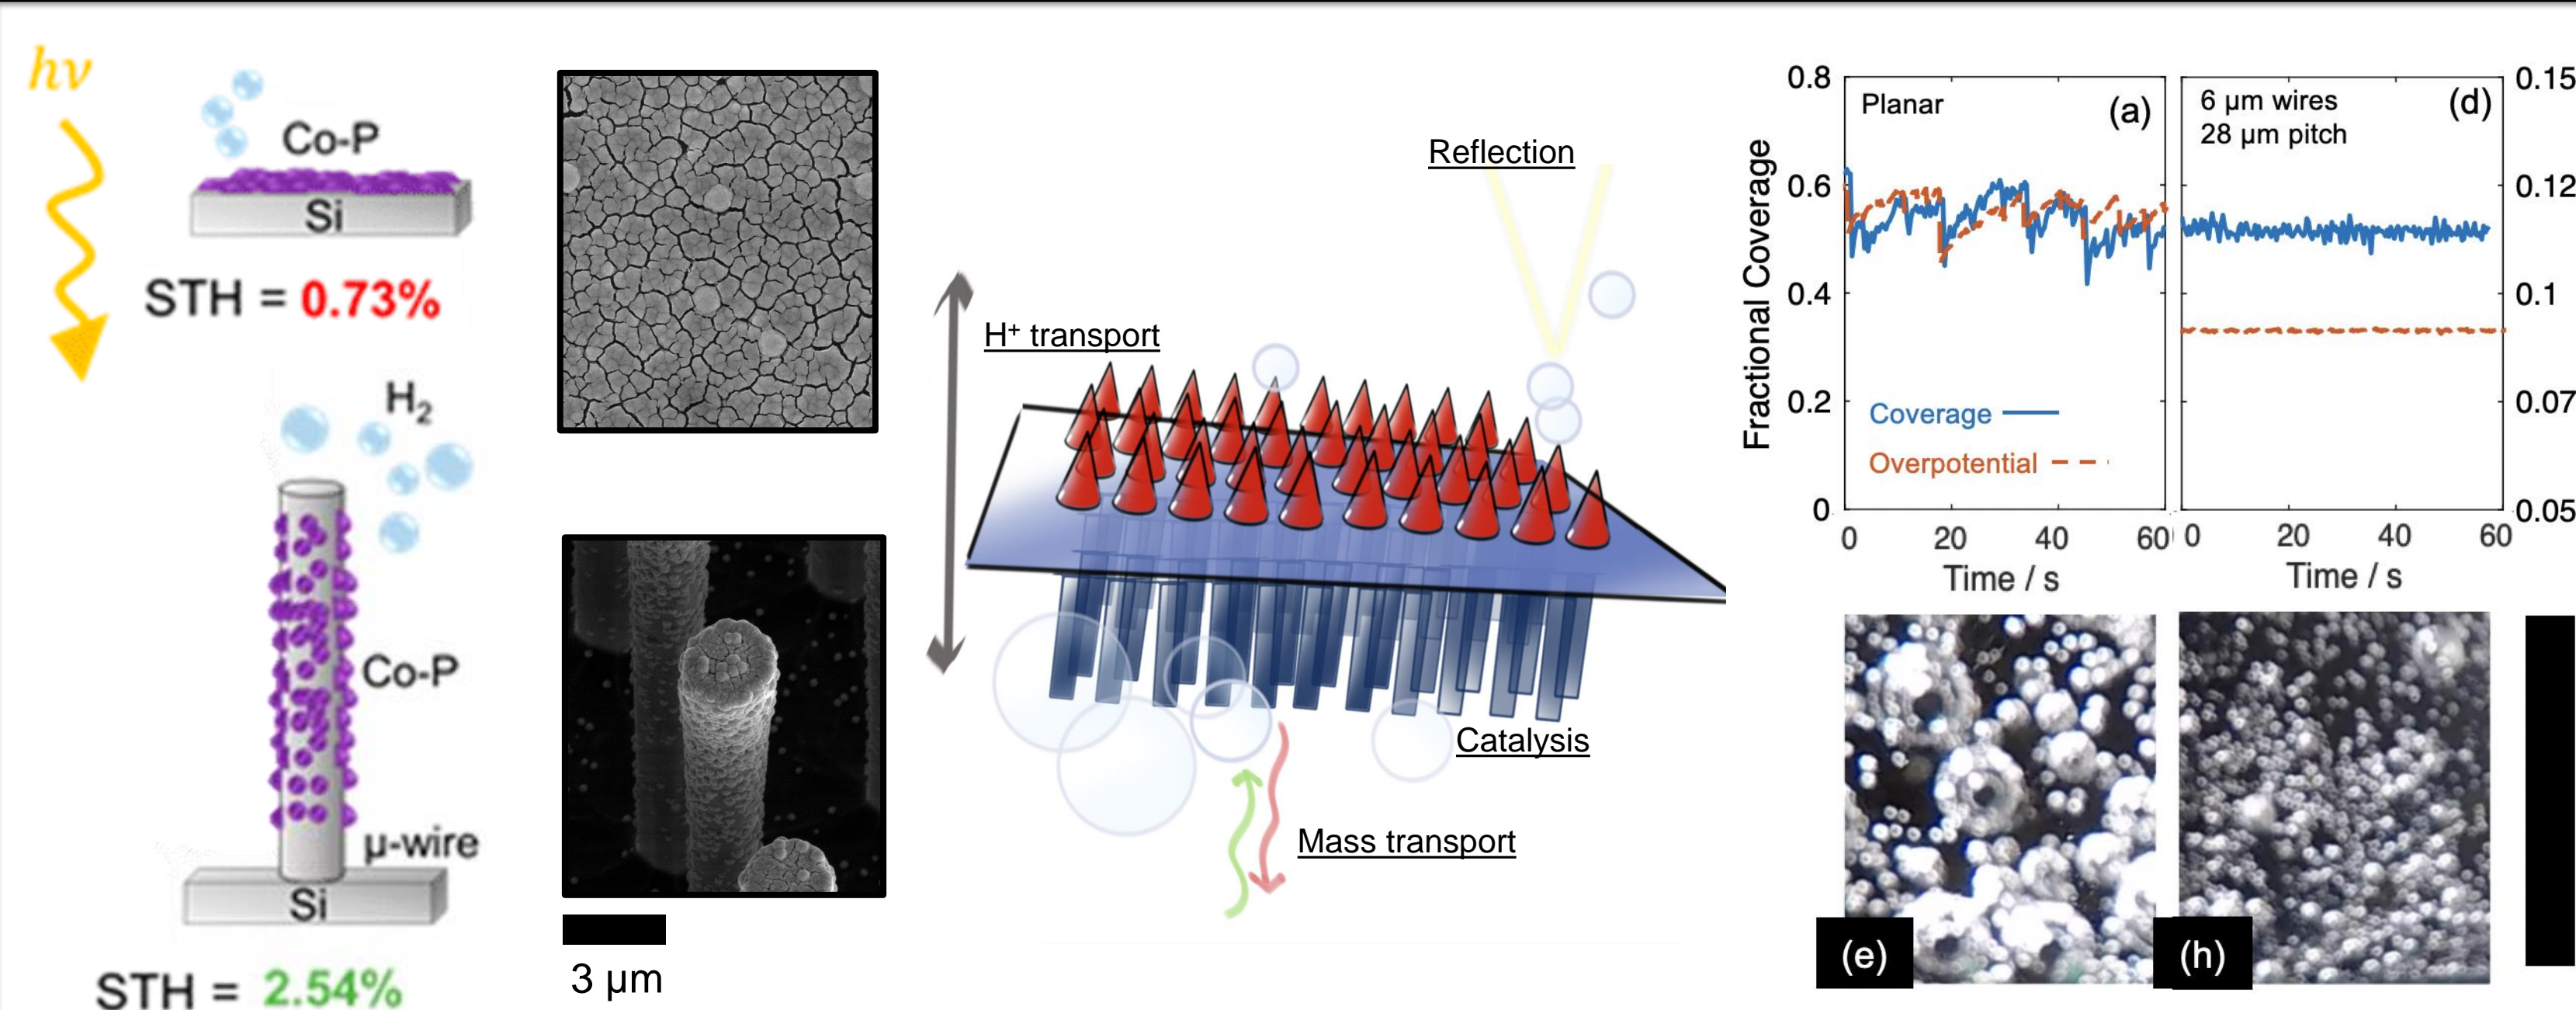 hν
Co-P
Si
STH = 0.73%
H₂
Co-P
μ-wire
Si
STH = 2.54%
3 μm
Reflection
H⁺ transport
Catalysis
Mass transport
Fractional Coverage
0.8
0.6
0.4
0.2
0
Planar
(a)
Coverage
Overpotential
0 20 40 60
Time / s
6 μm wires
28 μm pitch
(d)
0.15
0.12
0.1
0.07
0.05
0 20 40 60
Time / s
(e)
(h)